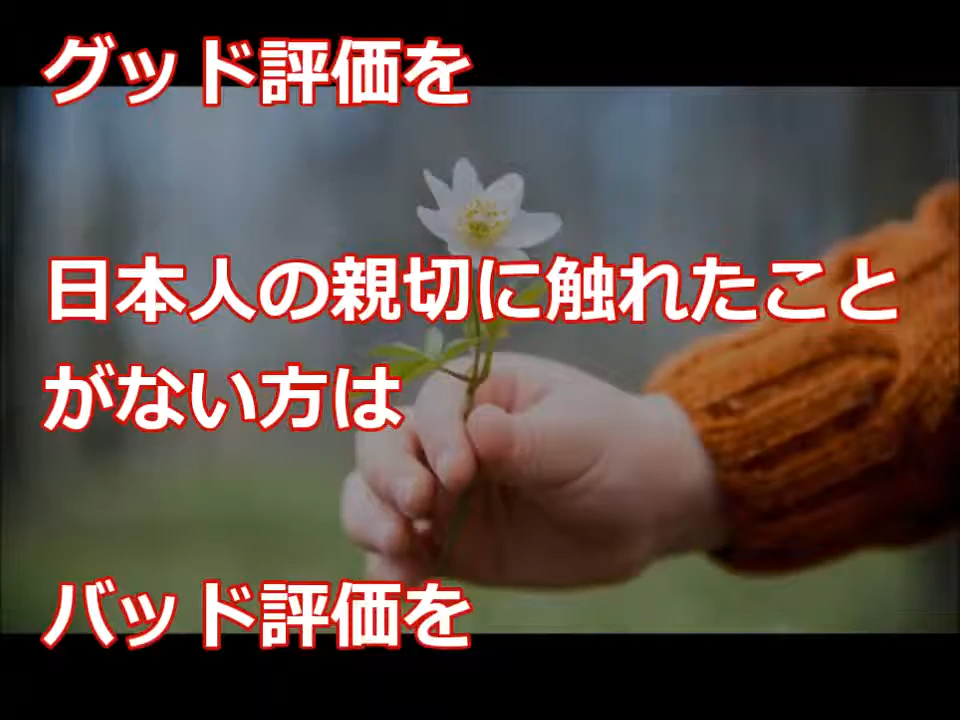 グッド評価を
日本人の親切に触れたこと
がない方は
バッド評価を